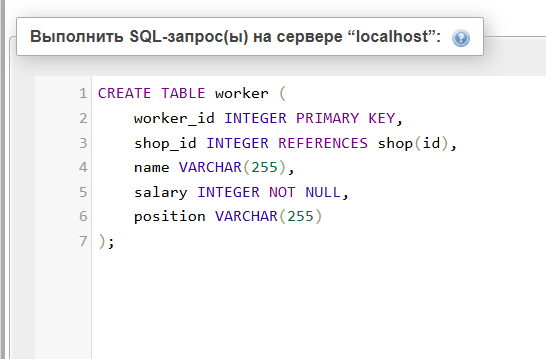 Выполнить SQL-запрос(ы) на сервере “localhost”:
1 CREATE TABLE worker (
2 worker_id INTEGER PRIMARY KEY,
3 shop_id INTEGER REFERENCES shop(id),
4 name VARCHAR(255),
5 salary INTEGER NOT NULL,
6 position VARCHAR(255)
7 );